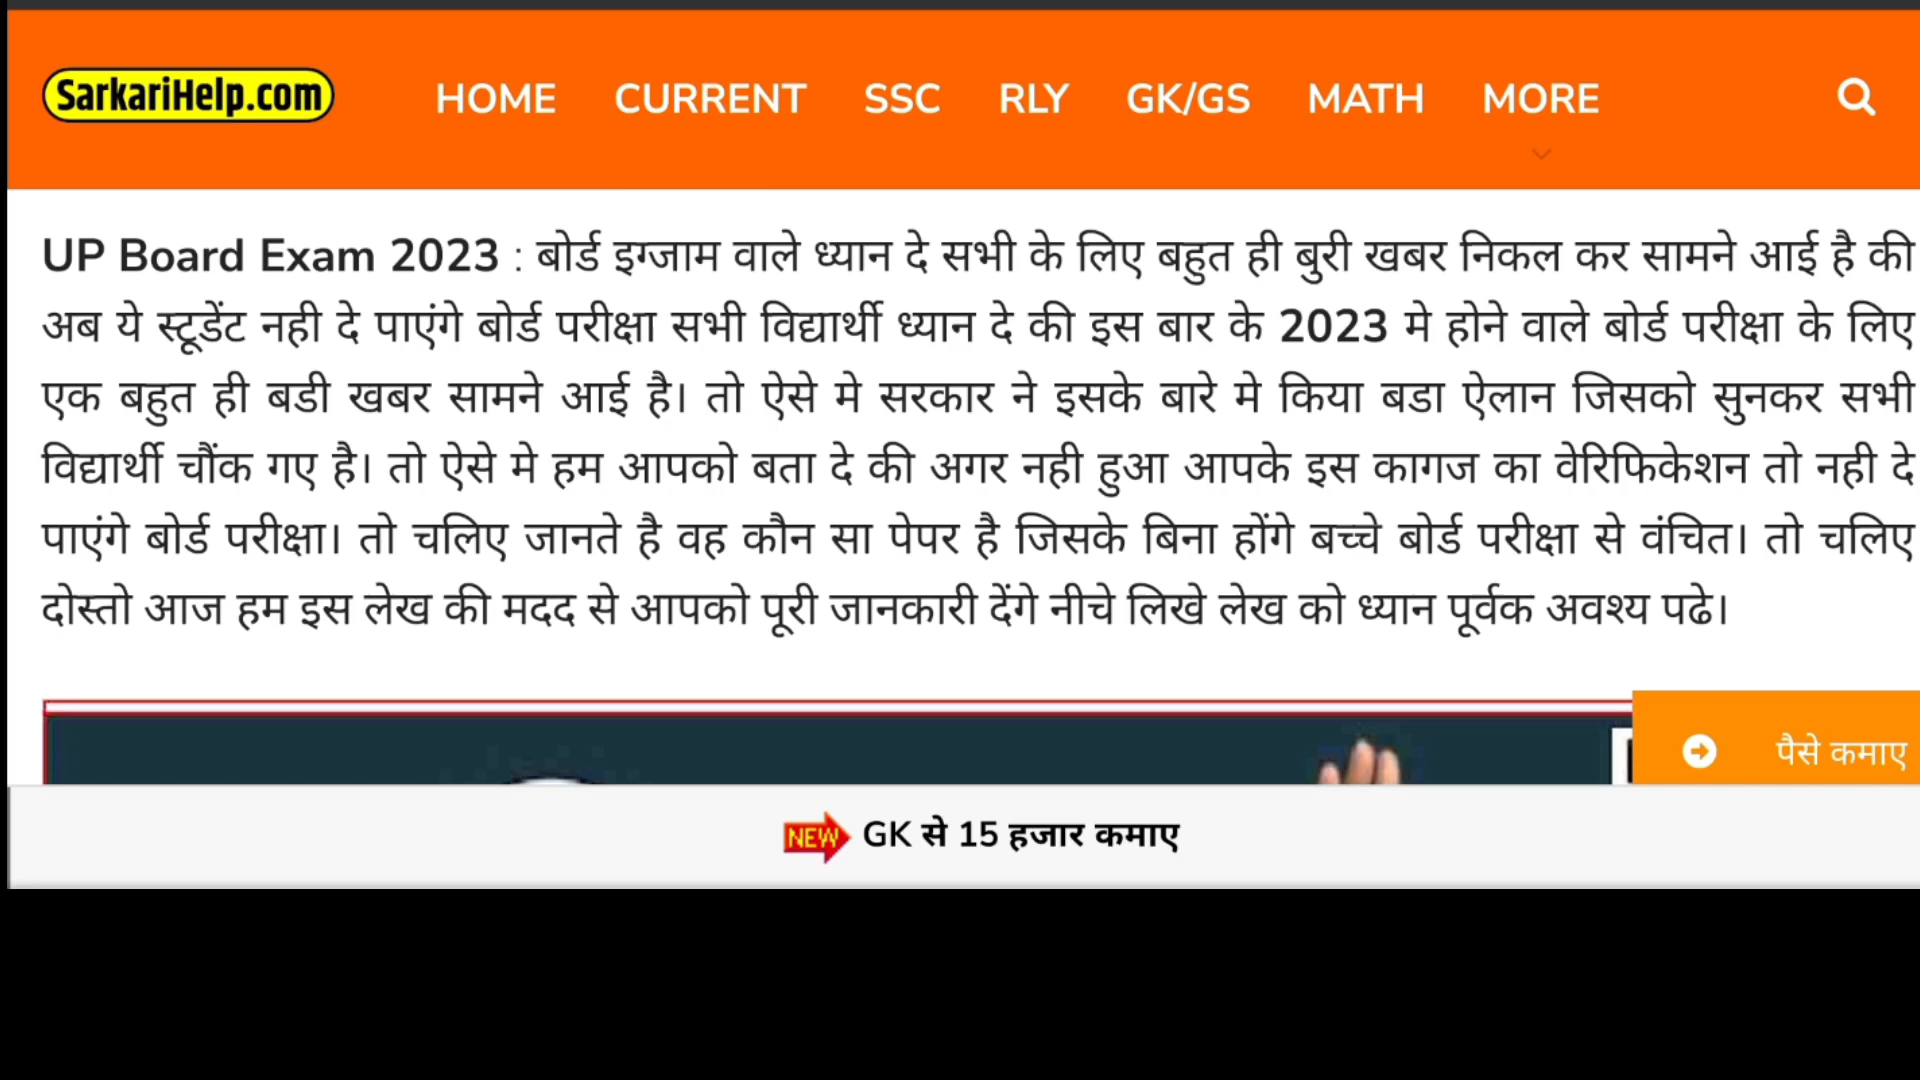 SarkariHelp.com HOME CURRENT SSC RLY GK/GS MATH MORE
UP Board Exam 2023 : बोर्ड इग्जाम वाले ध्यान दे सभी के लिए बहुत ही बुरी खबर निकल कर सामने आई है की
अब ये स्टूडेंट नही दे पाएंगे बोर्ड परीक्षा सभी विद्यार्थी ध्यान दे की इस बार के 2023 मे होने वाले बोर्ड परीक्षा के लिए
एक बहुत ही बडी खबर सामने आई है। तो ऐसे मे सरकार ने इसके बारे मे किया बडा ऐलान जिसको सुनकर सभी
विद्यार्थी चौंक गए है। तो ऐसे मे हम आपको बता दे की अगर नही हुआ आपके इस कागज का वेरिफिकेशन तो नही दे
पाएंगे बोर्ड परीक्षा। तो चलिए जानते है वह कौन सा पेपर है जिसके बिना होंगे बच्चे बोर्ड परीक्षा से वंचित। तो चलिए
दोस्तो आज हम इस लेख की मदद से आपको पूरी जानकारी देंगे नीचे लिखे लेख को ध्यान पूर्वक अवश्य पढे।
पैसे कमाए
NEW GK से 15 हजार कमाए